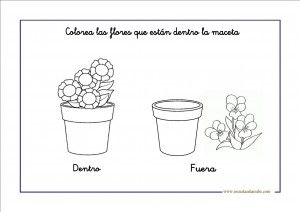 Colorea las flores que están dentro la maceta
Dentro
Fuera